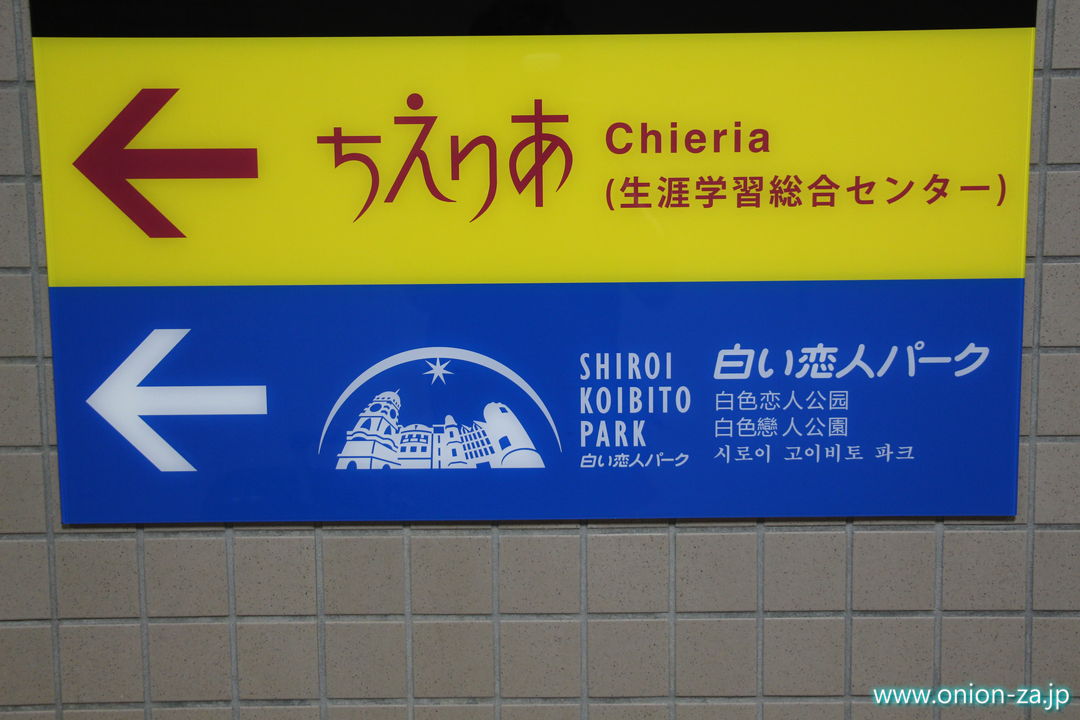 ちえりあ
Chieria
(生涯学習総合センター)
SHIROI
KOIBITO
PARK
白い恋人パーク
白い恋人パーク
白色恋人公园
白色戀人公園
시로이 고이비토 파크
www.onion-za.jp